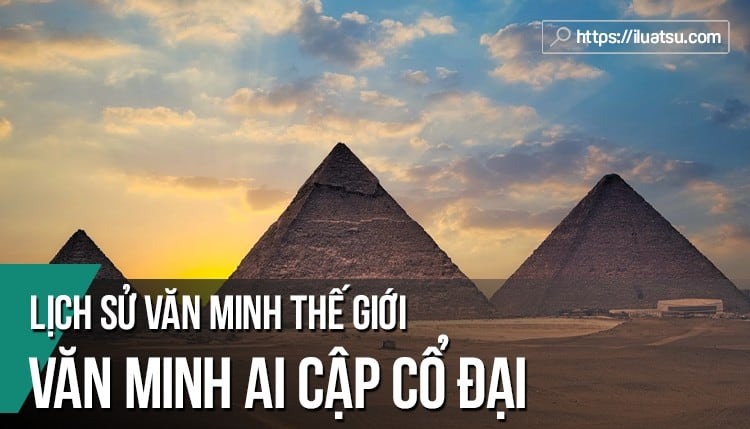 https://iluatsu.com
LỊCH SỬ VĂN MINH THẾ GIỚI
VĂN MINH AI CẬP CỔ ĐẠI